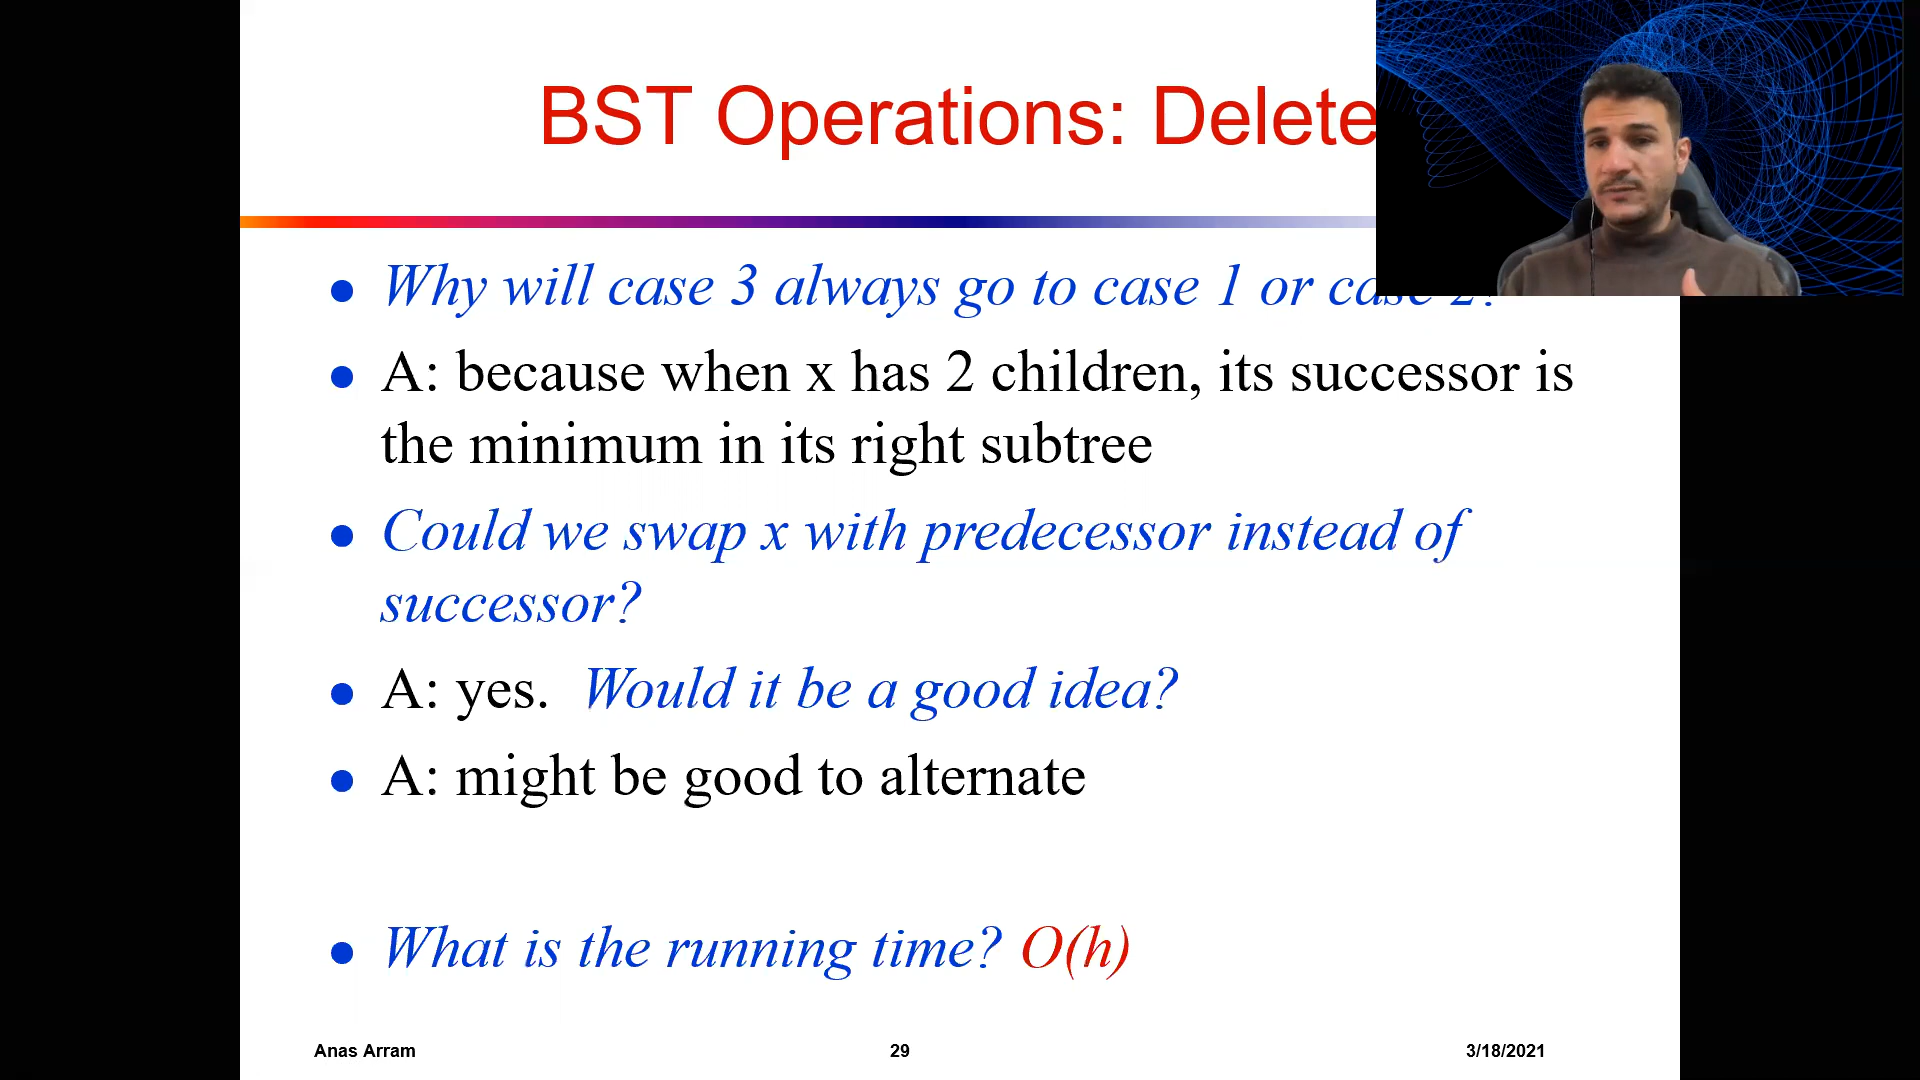 BST Operations: Delete
• Why will case 3 always go to case 1 or case 2?
• A: because when x has 2 children, its successor is
the minimum in its right subtree
• Could we swap x with predecessor instead of
successor?
• A: yes. Would it be a good idea?
• A: might be good to alternate
• What is the running time? O(h)
Anas Arram 29 3/18/2021